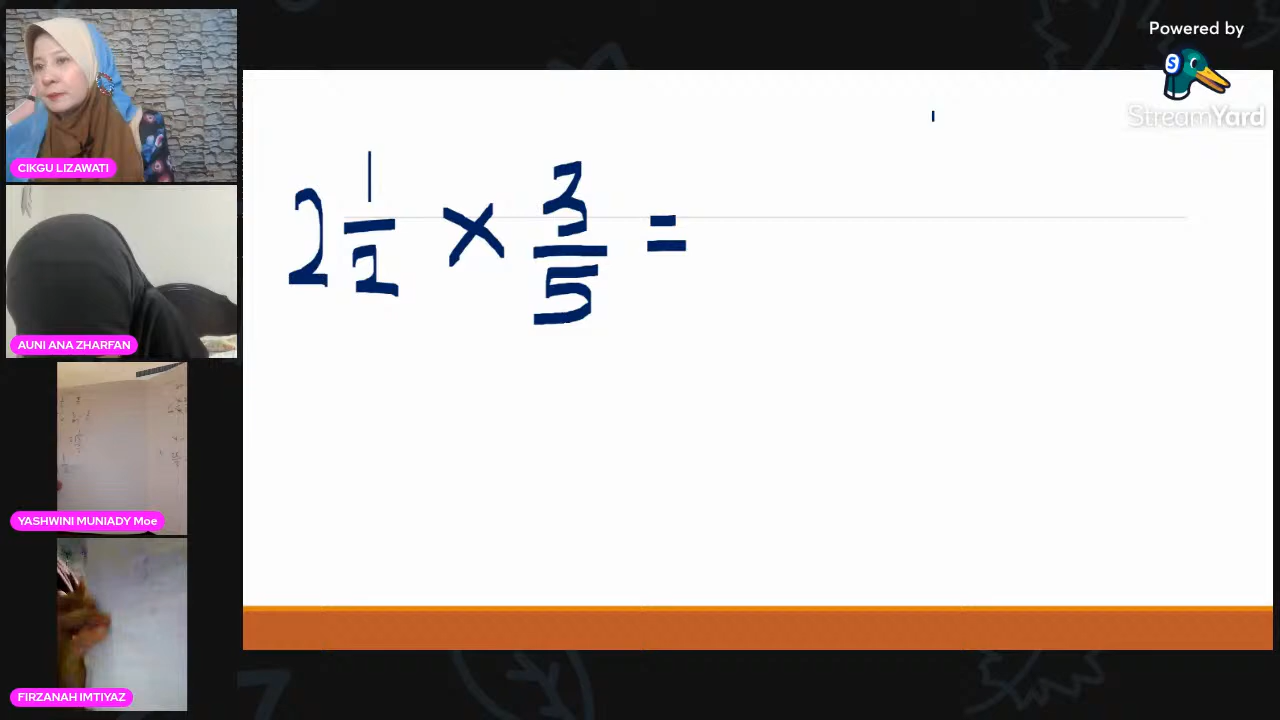 Powered by
StreamYard
CIKGU LIZAWATI
2 1/2 × 3/5 =
AUNI ANA ZHARFAN
YASHWINI MUNIADY Moe
FIRZANAH IMTIYAZ